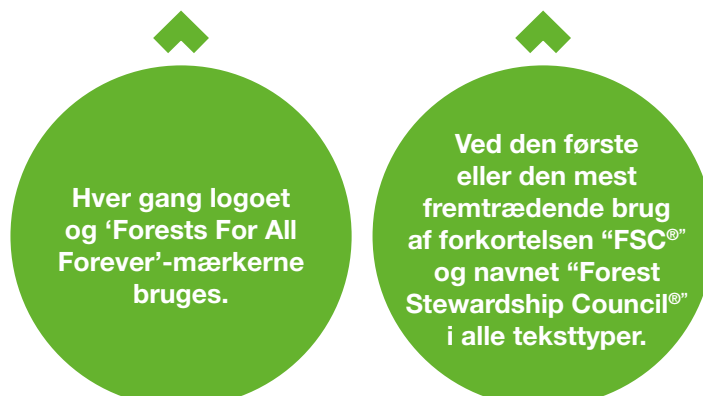 Hver gang logoet
og ‘Forests For All
Forever’-mærkerne
bruges.
Ved den første
eller den mest
fremtrædende brug
af forkortelsen “FSC®”
og navnet “Forest
Stewardship Council®”
i alle teksttyper.